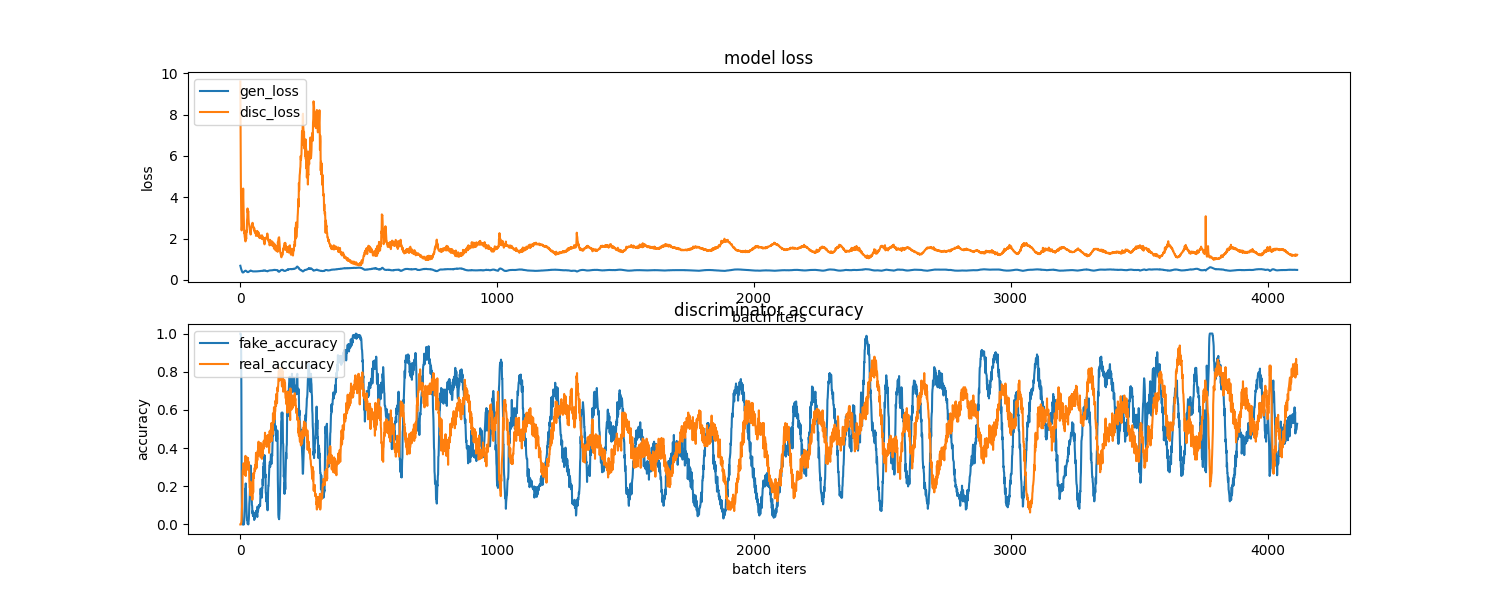 model loss
10
8
6
4
2
0
loss
gen_loss
disc_loss
0
1000
2000
3000
4000
batch iters
discriminator accuracy
1.0
0.8
0.6
0.4
0.2
0.0
accuracy
fake_accuracy
real_accuracy
0
1000
2000
3000
4000
batch iters